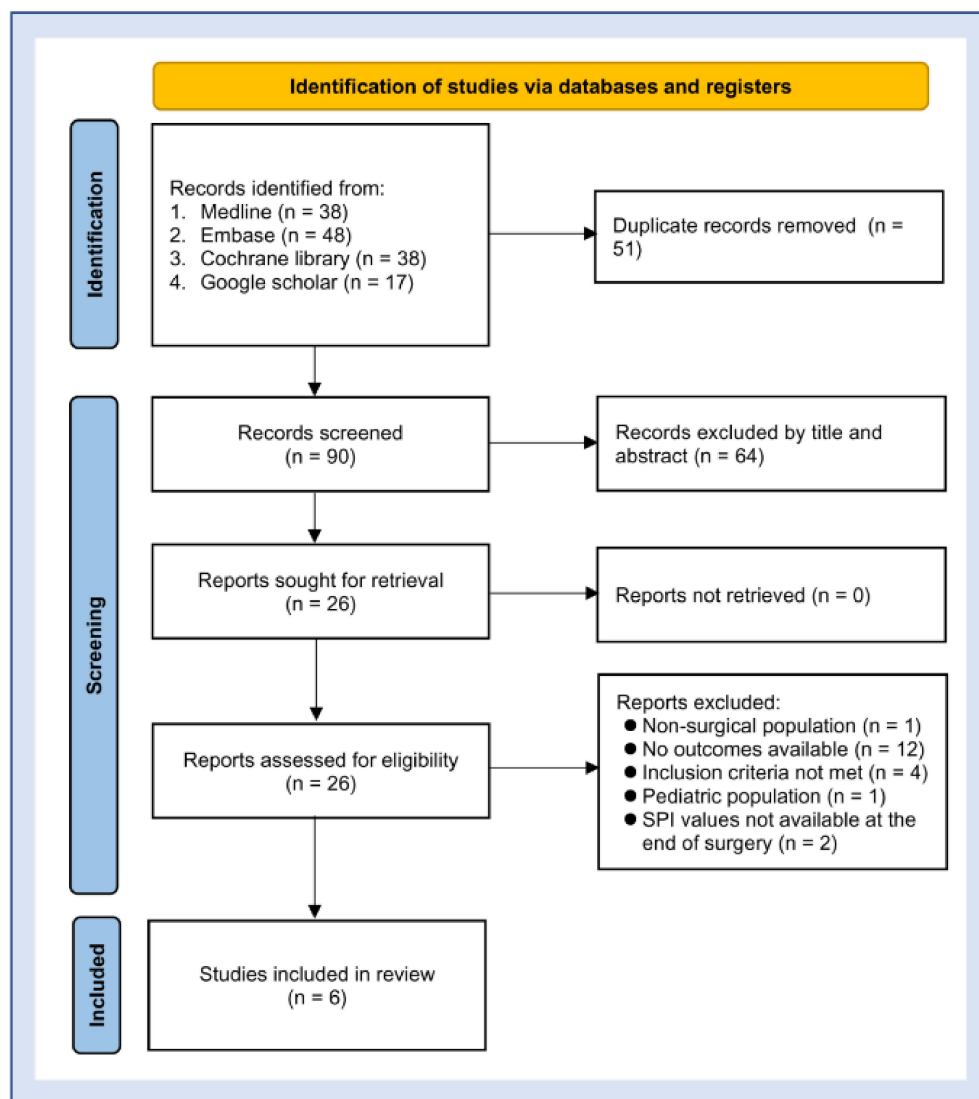 Identification of studies via databases and registers
Identification
Records identified from:
1. Medline (n = 38)
2. Embase (n = 48)
3. Cochrane library (n = 38)
4. Google scholar (n = 17)
Duplicate records removed (n =
51)
Screening
Records screened
(n = 90)
Records excluded by title and
abstract (n = 64)
Reports sought for retrieval
(n = 26)
Reports not retrieved (n = 0)
Reports assessed for eligibility
(n = 26)
Reports excluded:
● Non-surgical population (n = 1)
● No outcomes available (n = 12)
● Inclusion criteria not met (n = 4)
● Pediatric population (n = 1)
● SPI values not available at the
end of surgery (n = 2)
Included
Studies included in review
(n = 6)